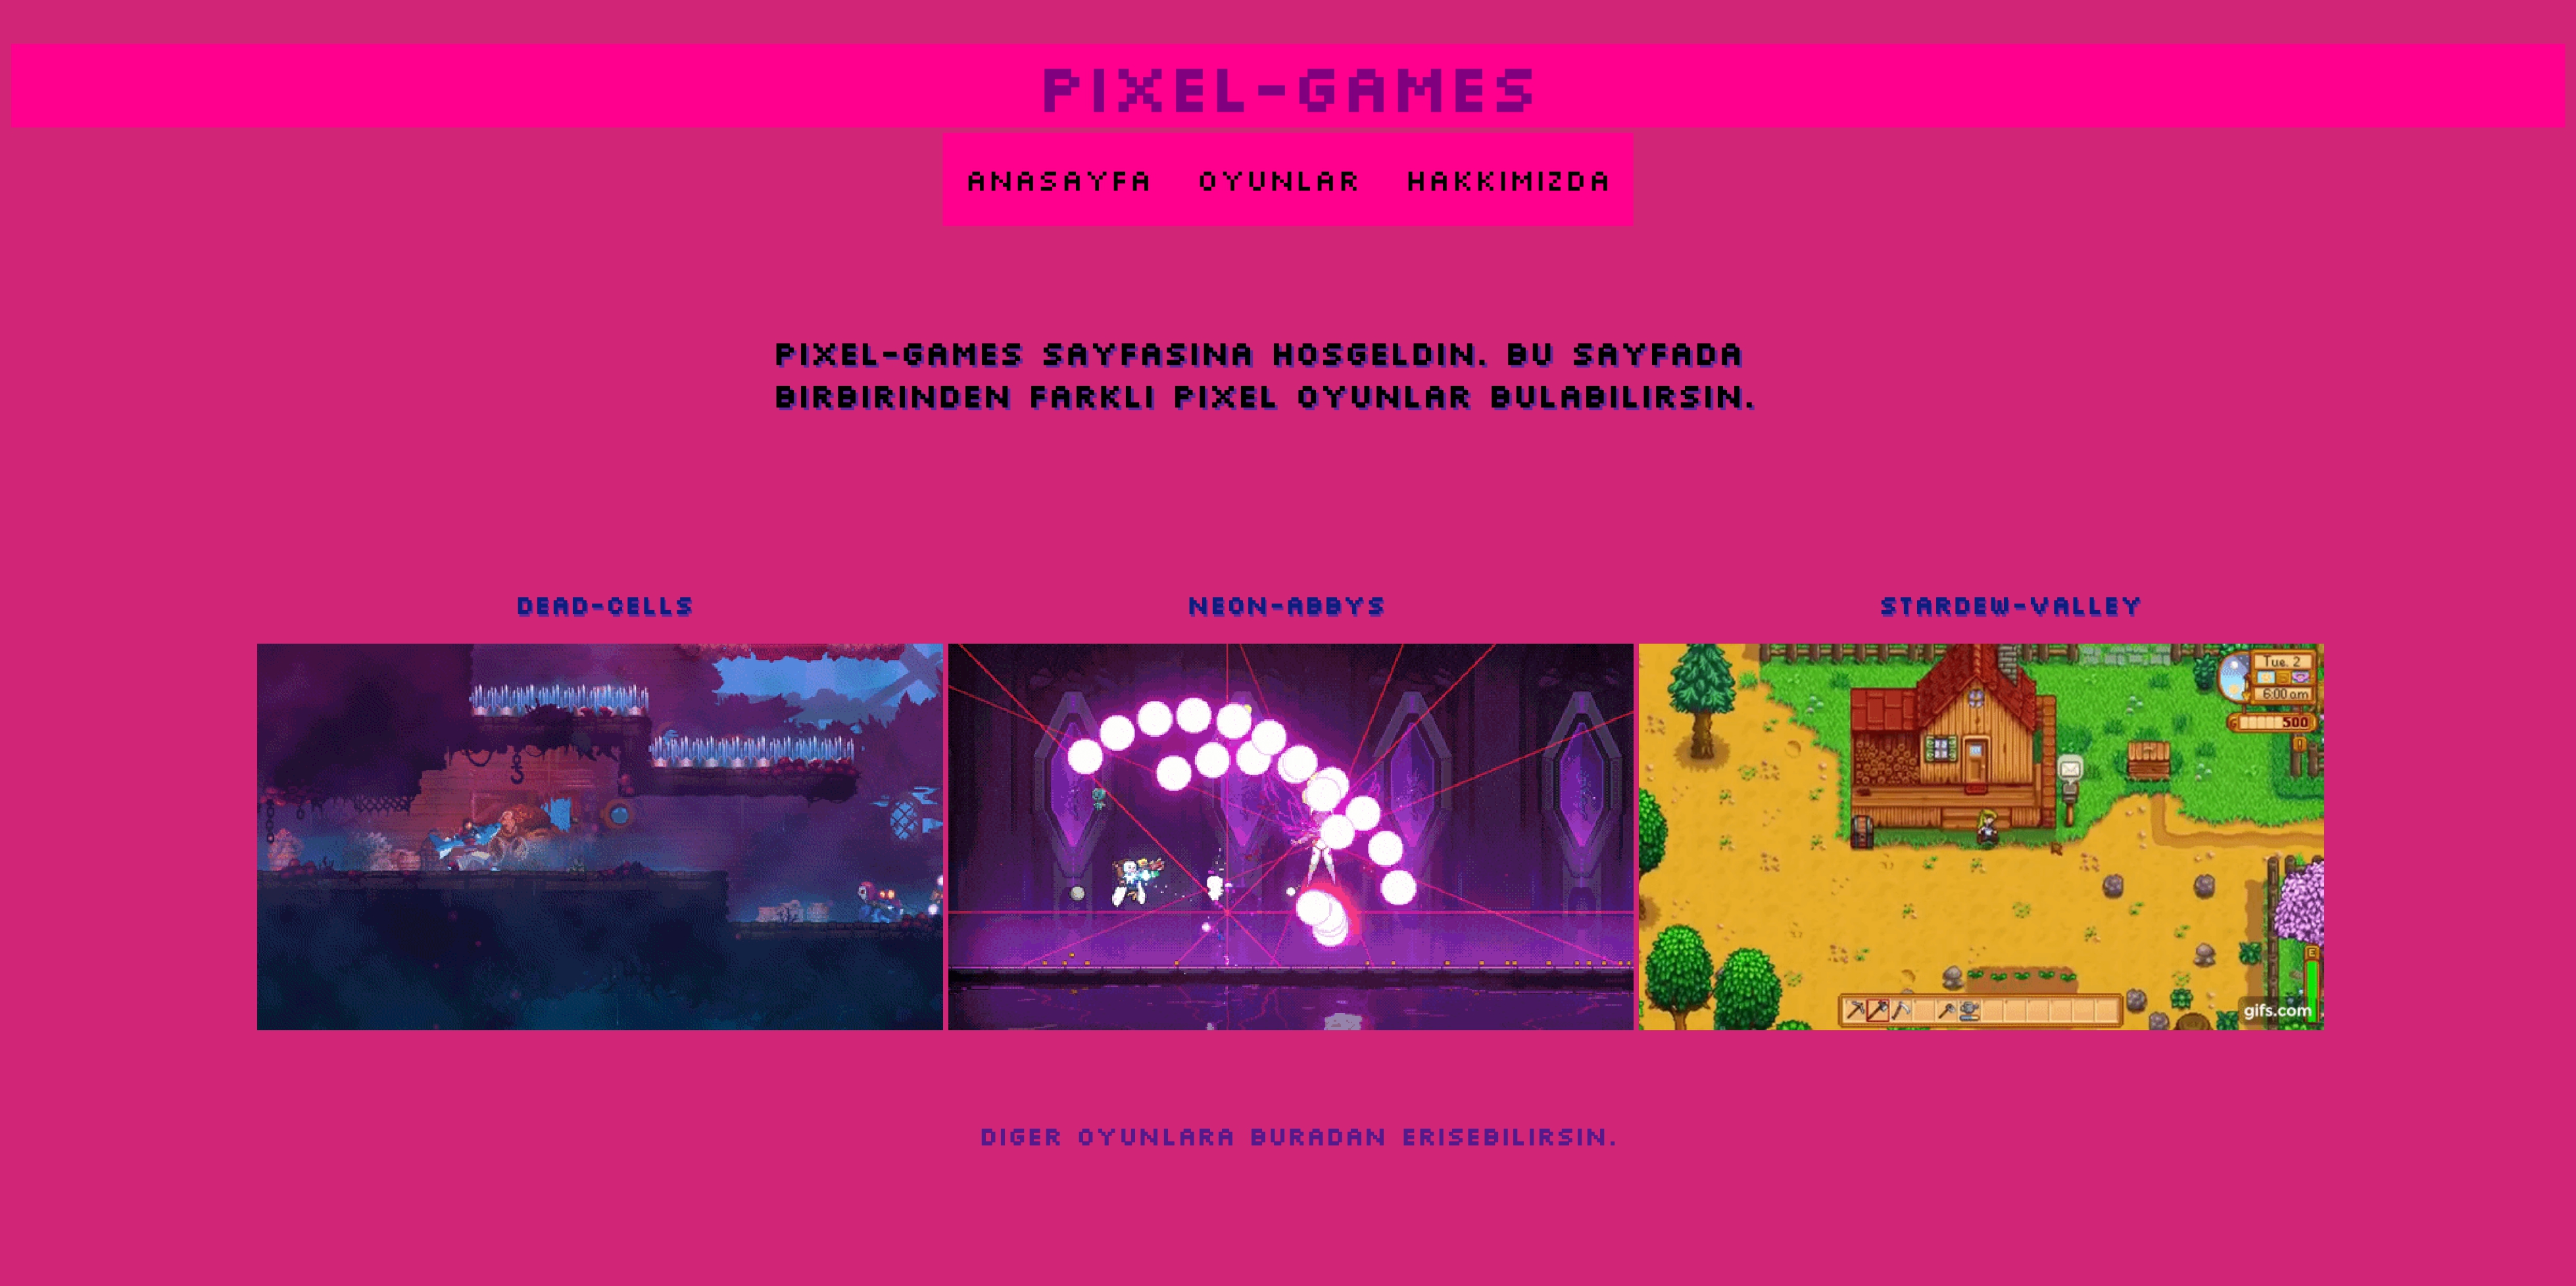 PIXEL-GAMES
ANASAYFA OYUNLAR HAKKIMIZDA
PIXEL-GAMES SAYFASINA HOSGELDIN. BU SAYFADA
BIRBIRINDEN FARKLI PIXEL OYUNLAR BULABILIRSIN.
DEAD-CELLS NEON-ABBYS STARDEW-VALLEY
Tue. 2
6:00 am
500
E
gifs.com
DIGER OYUNLARA BURADAN ERISEBILIRSIN.